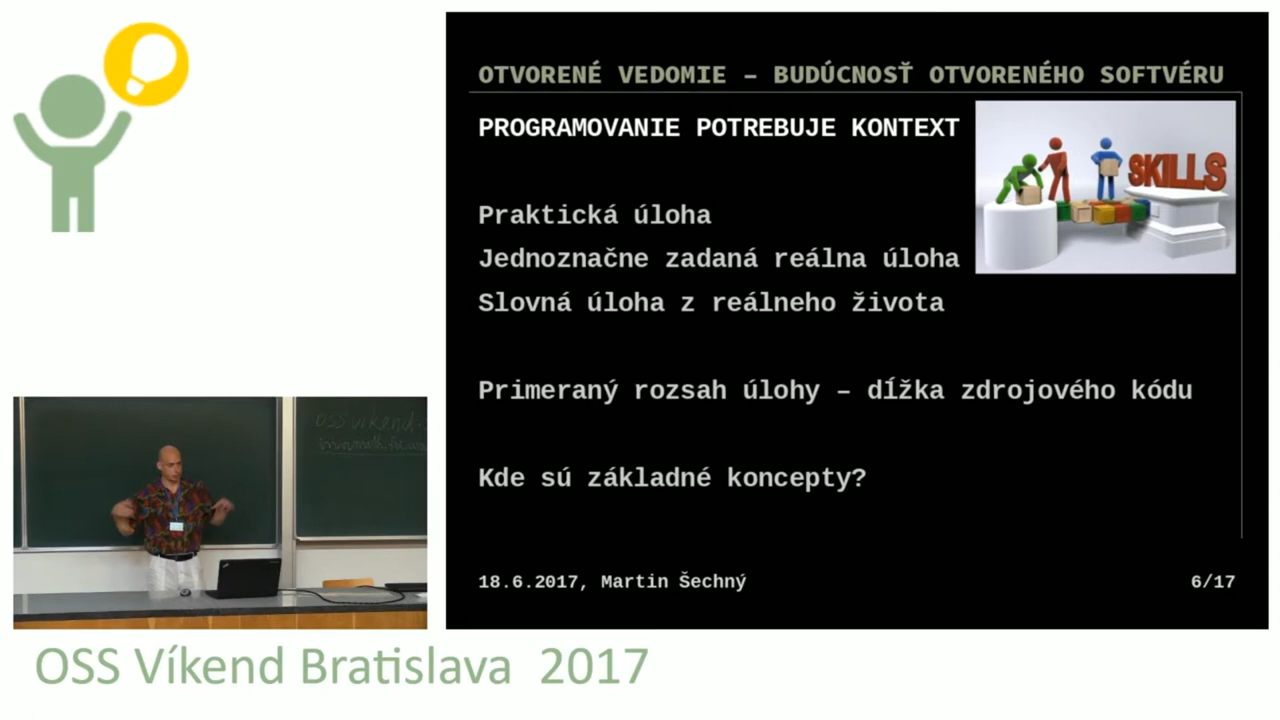 OTVORENÉ VEDOMIE – BUDÚCNOSŤ OTVORENÉHO SOFTVÉRU
PROGRAMOVANIE POTREBUJE KONTEXT
SKILLS
Praktická úloha
Jednoznačne zadaná reálna úloha
Slovná úloha z reálneho života
Primeraný rozsah úlohy – dĺžka zdrojového kódu
Kde sú základné koncepty?
18.6.2017, Martin Šechný
6/17
OSS víkend
OSS Víkend Bratislava 2017